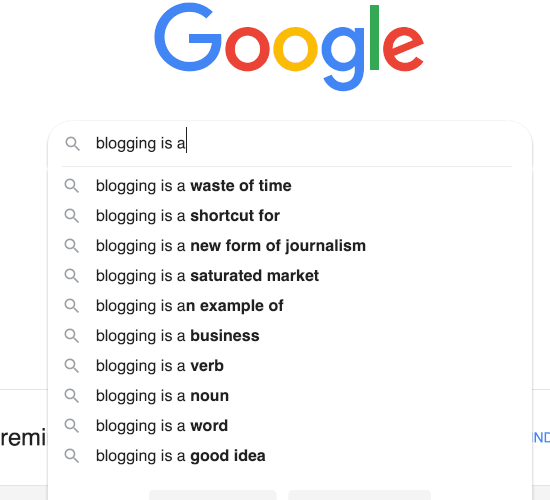 Google
blogging is a
blogging is a waste of time
blogging is a shortcut for
blogging is a new form of journalism
blogging is a saturated market
blogging is an example of
blogging is a business
blogging is a verb
blogging is a noun
blogging is a word
blogging is a good idea
remi
IND